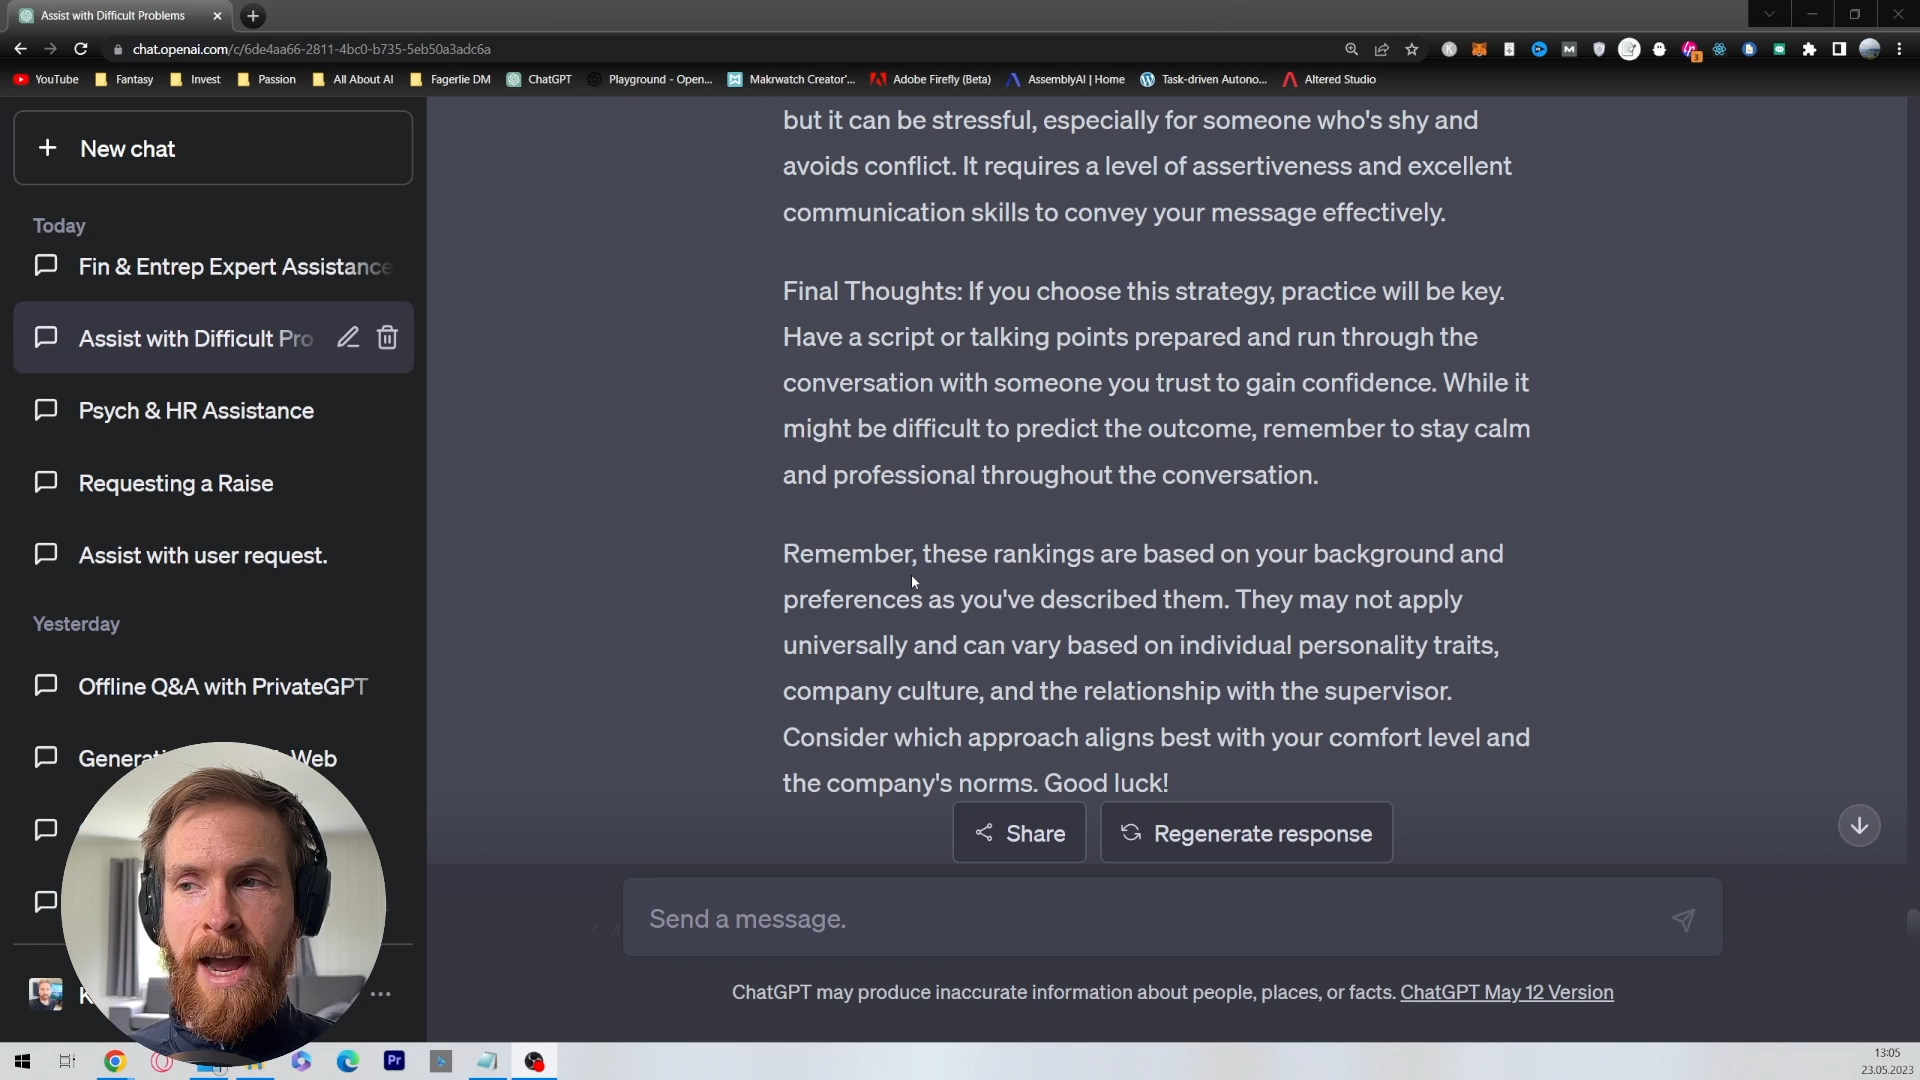 Assist with Difficult Problems
chat.openai.com/c/6de4aa66-2811-4bc0-b735-5eb50a3adc6a
3
YouTube
Fantasy
Invest
Passion
All About AI
Fagerlie DM
ChatGPT
Playground - Open...
Makrwatch Creator'...
Adobe Firefly (Beta)
AssemblyAI | Home
Task-driven Autono...
Altered Studio
+ New chat
Today
Fin & Entrep Expert Assistance
Assist with Difficult Pro
Psych & HR Assistance
Requesting a Raise
Assist with user request.
Yesterday
Offline Q&A with PrivateGPT
Web
but it can be stressful, especially for someone who's shy and
avoids conflict. It requires a level of assertiveness and excellent
communication skills to convey your message effectively.
Final Thoughts: If you choose this strategy, practice will be key.
Have a script or talking points prepared and run through the
conversation with someone you trust to gain confidence. While it
might be difficult to predict the outcome, remember to stay calm
and professional throughout the conversation.
Remember, these rankings are based on your background and
preferences as you've described them. They may not apply
universally and can vary based on individual personality traits,
company culture, and the relationship with the supervisor.
Consider which approach aligns best with your comfort level and
the company's norms. Good luck!
Share
Regenerate response
Send a message.
ChatGPT may produce inaccurate information about people, places, or facts. ChatGPT May 12 Version
Pr
13:05
23.05.2023